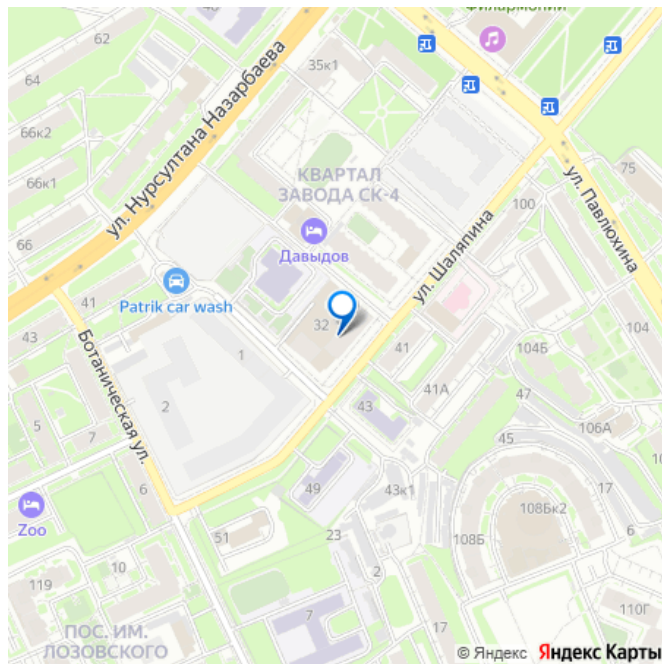 Филармонии
62
64
35к1
66к2
ул. Нурсултана Назарбаева
66к1
КВАРТАЛ
ЗАВОДА СК-4
75
ул. Павлюхина
100
66
Давыдов
ул. Шаляпина
41
Patrik car wash
32
104
43
1
41
104Б
Ботаническая ул.
41А
47
2
43
106А
5
7
45
6
49
43к1
17
108Бк2
Zoo
51
23
108Б
6
10
2
119
7
17
110Г
ПОС. ИМ.
ЛОЗОВСКОГО
© Яндекс Яндекс Карты